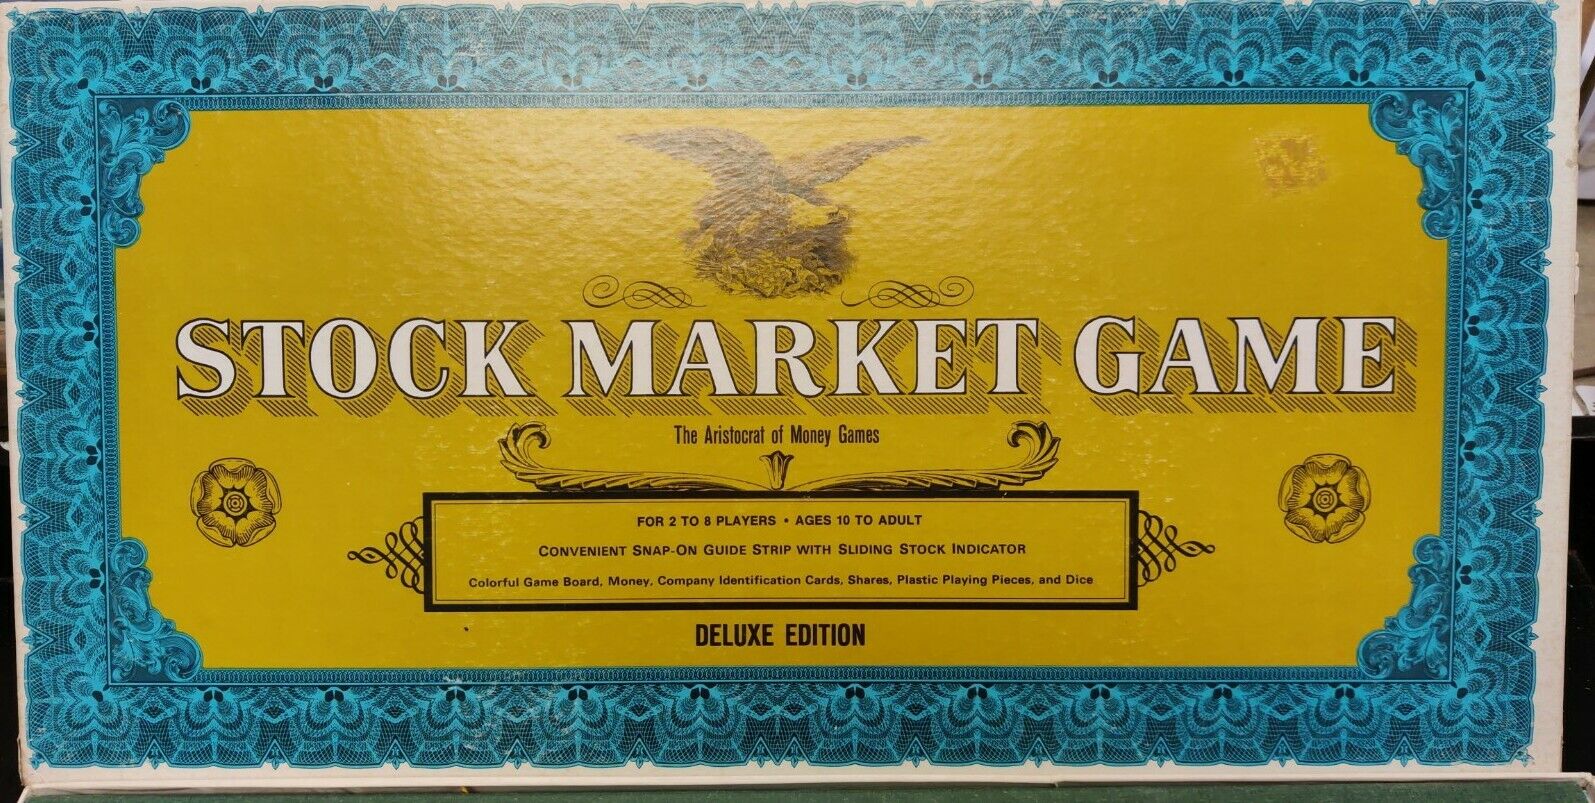 STOCK MARKET GAME
The Aristocrat of Money Games
FOR 2 TO 8 PLAYERS • AGES 10 TO ADULT
CONVENIENT SNAP-ON GUIDE STRIP WITH SLIDING STOCK INDICATOR
Colorful Game Board, Money, Company Identification Cards, Shares, Plastic Playing Pieces, and Dice
DELUXE EDITION